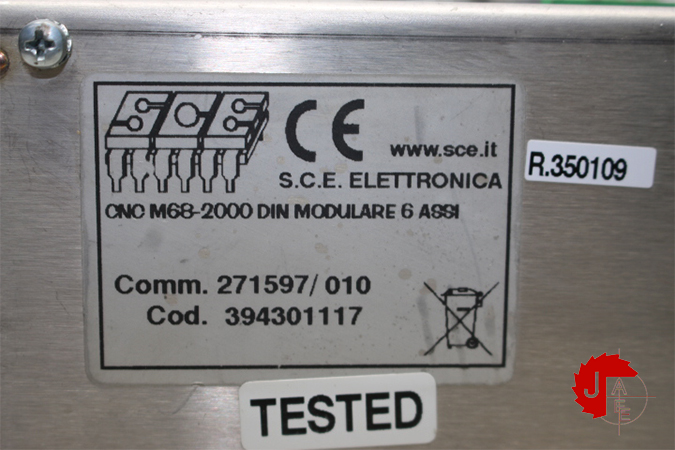 SCE
CE
www.sce.it
S.C.E. ELETTRONICA
R.350109
CNC M68-2000 DIN MODULARE 6 ASSI
Comm. 271597/ 010
Cod. 394301117
TESTED
J